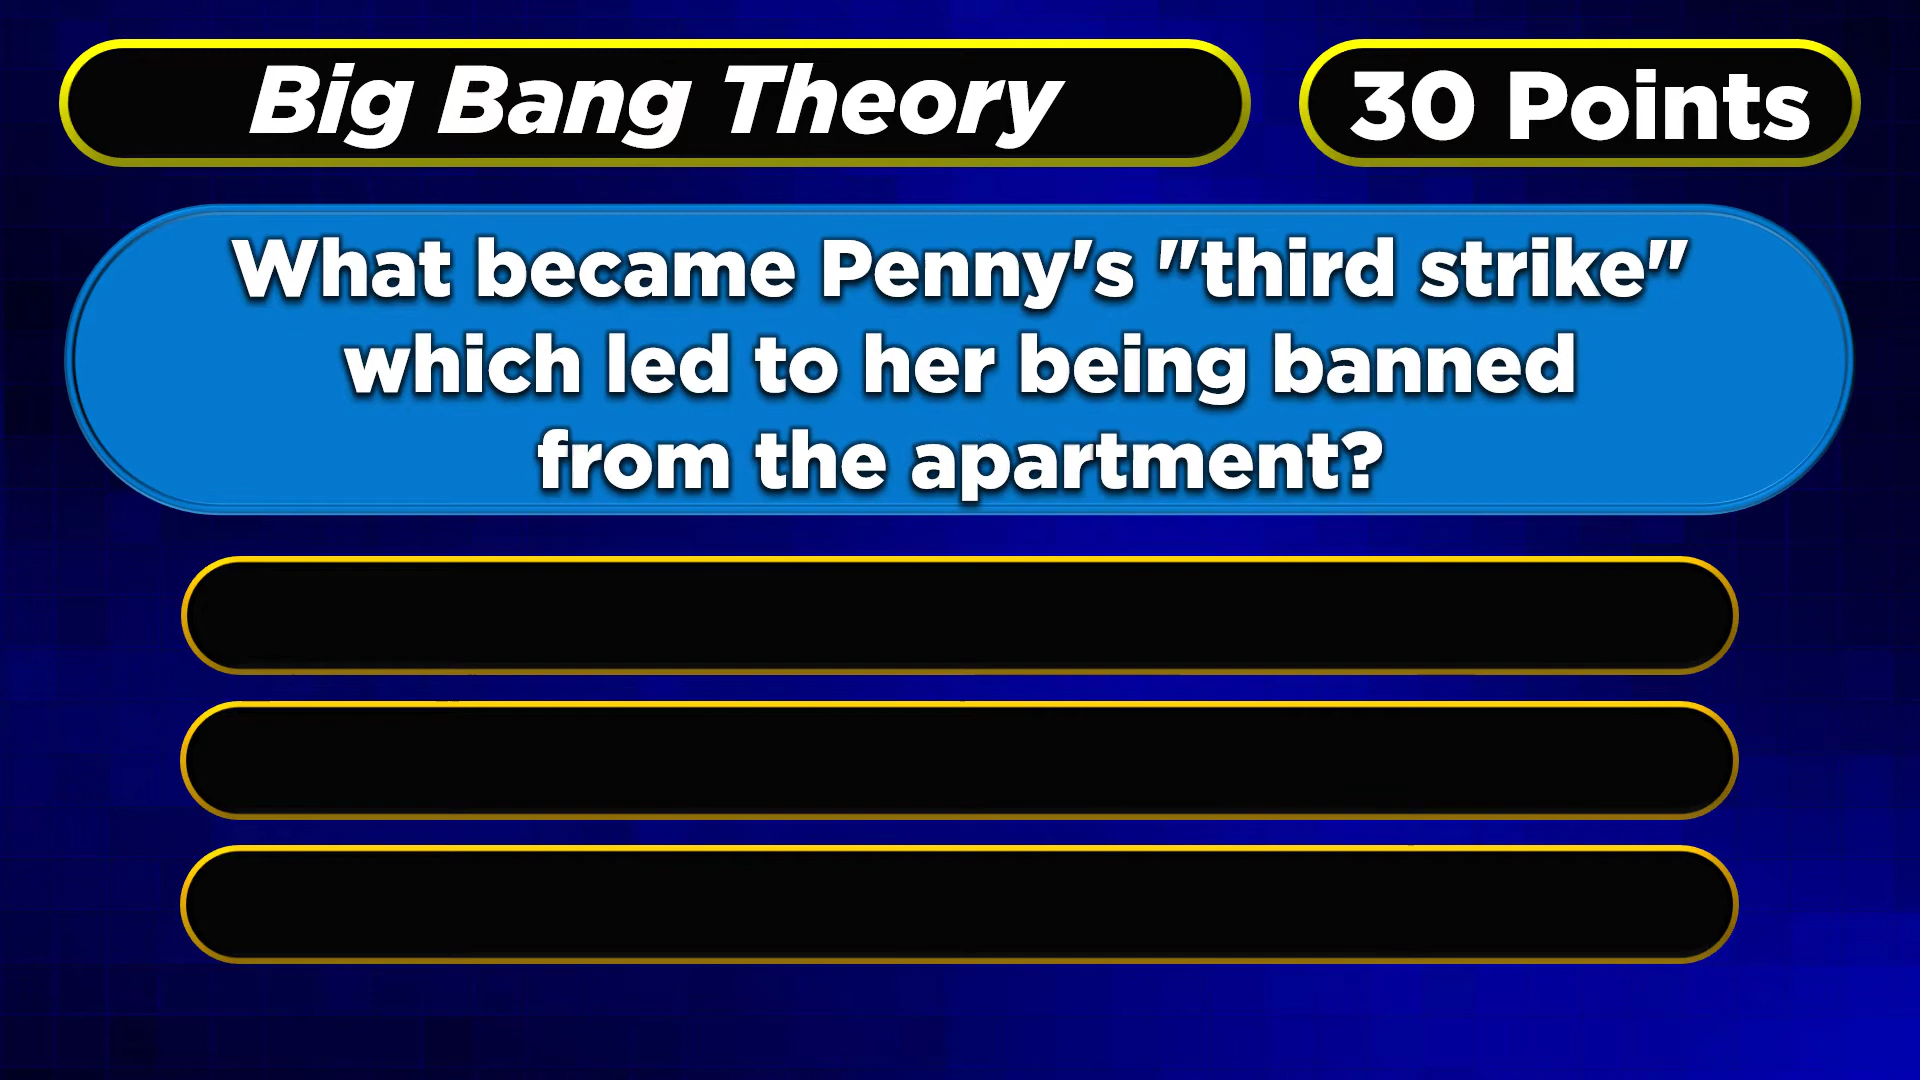 Big Bang Theory
30 Points
What became Penny's "third strike"
which led to her being banned
from the apartment?